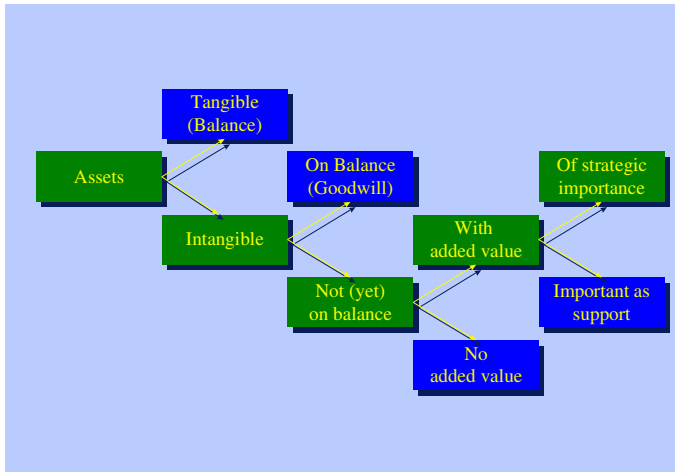 Tangible
(Balance)
Assets
On Balance
(Goodwill)
Of strategic
importance
Intangible
With
added value
Not (yet)
on balance
Important as
support
No
added value